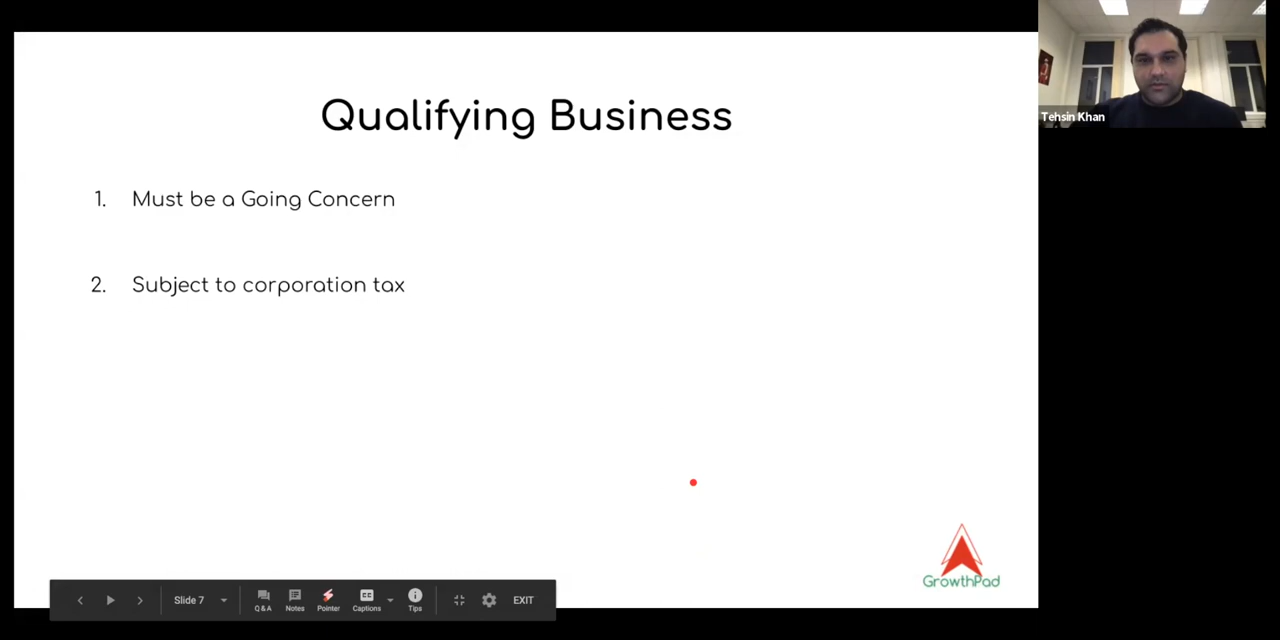 Qualifying Business
1. Must be a Going Concern
2. Subject to corporation tax
Tehsin Khan
GrowthPad
Slide 7
Q & A
Notes
Pointer
CC
Captions
Tips
EXIT